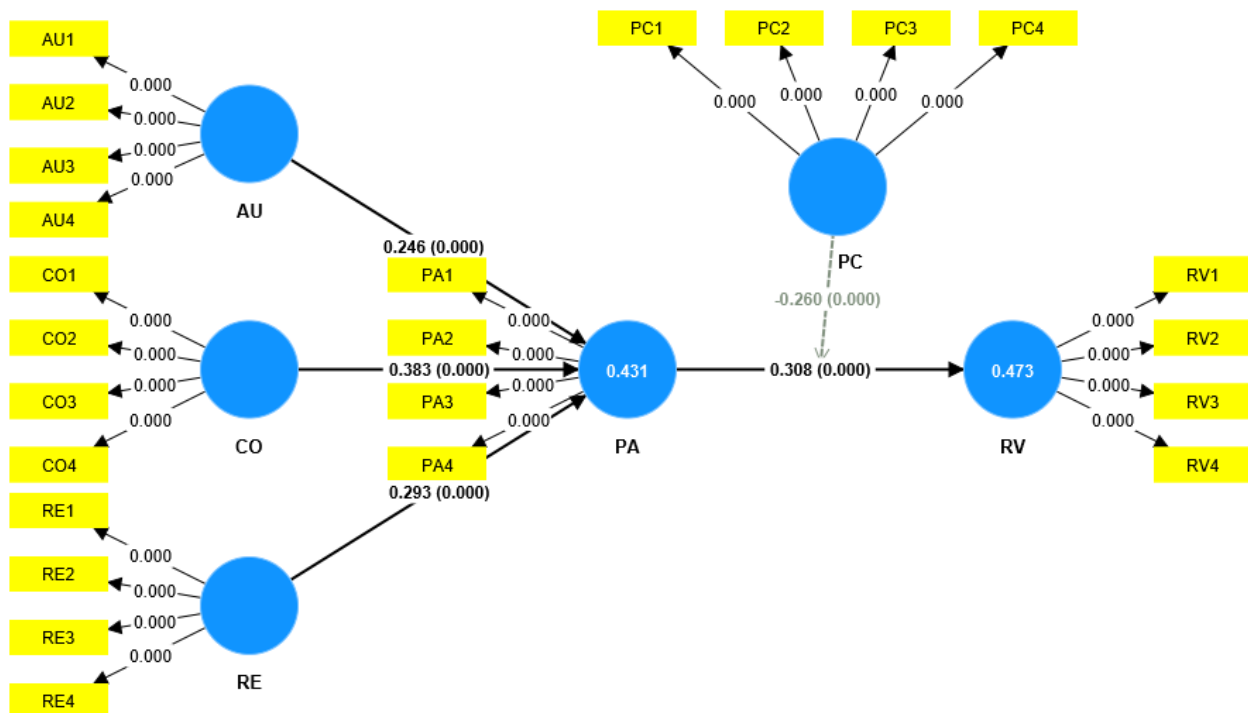 AU1
AU2
AU3
AU4
0.000
0.000
0.000
0.000
AU
CO1
CO2
CO3
CO4
0.000
0.000
0.000
0.000
CO
RE1
RE2
RE3
RE4
0.000
0.000
0.000
0.000
RE
0.246 (0.000)
0.383 (0.000)
0.293 (0.000)
PA1
PA2
PA3
PA4
0.000
0.000
0.000
0.000
0.431
PA
PC1
PC2
PC3
PC4
0.000
0.000
0.000
0.000
PC
-0.260 (0.000)
0.308 (0.000)
0.473
RV
0.000
0.000
0.000
0.000
RV1
RV2
RV3
RV4